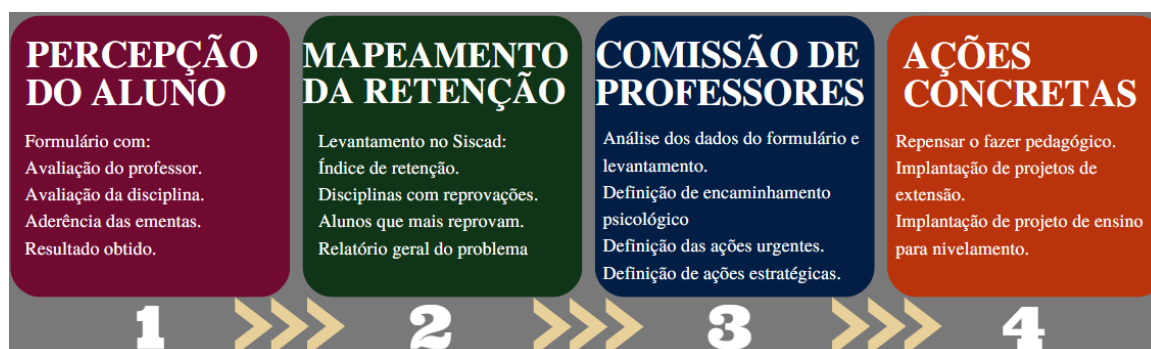 PERCEPÇÃO
DO ALUNO
Formulário com:
Avaliação do professor.
Avaliação da disciplina.
Aderência das ementas.
Resultado obtido.
1
MAPEAMENTO
DA RETENÇÃO
Levantamento no Siscad:
Índice de retenção.
Disciplinas com reprovações.
Alunos que mais reprovam.
Relatório geral do problema
2
COMISSÃO DE
PROFESSORES
Análise dos dados do formulário e
levantamento.
Definição de encaminhamento
psicológico
Definição das ações urgentes.
Definição de ações estratégicas.
3
AÇÕES
CONCRETAS
Repensar o fazer pedagógico.
Implantação de projetos de
extensão.
Implantação de projeto de ensino
para nivelamento.
4